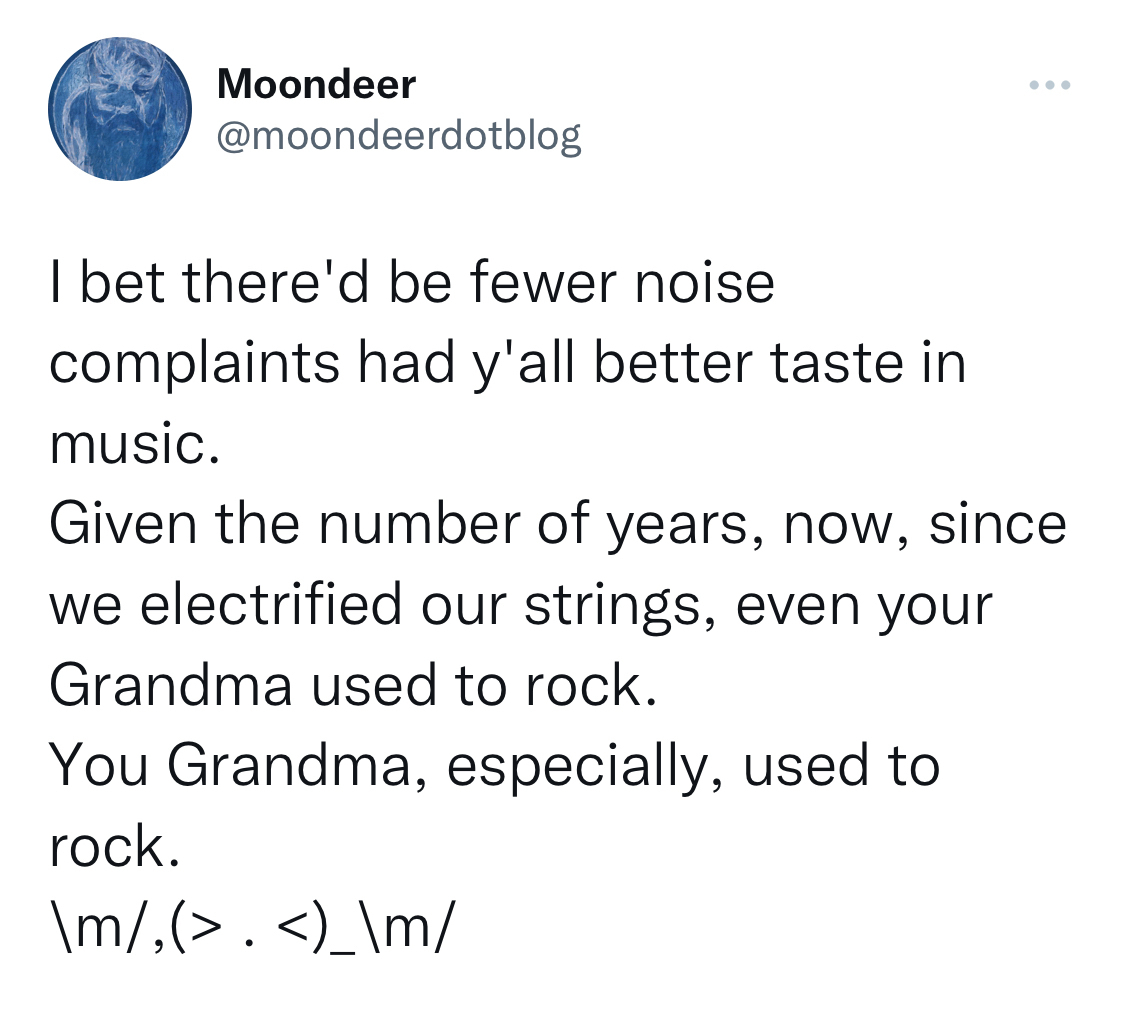 Moondeer
@moondeerdotblog
I bet there'd be fewer noise
complaints had y'all better taste in
music.
Given the number of years, now, since
we electrified our strings, even your
Grandma used to rock.
You Grandma, especially, used to
rock.
\m/,(> . <)_\m/